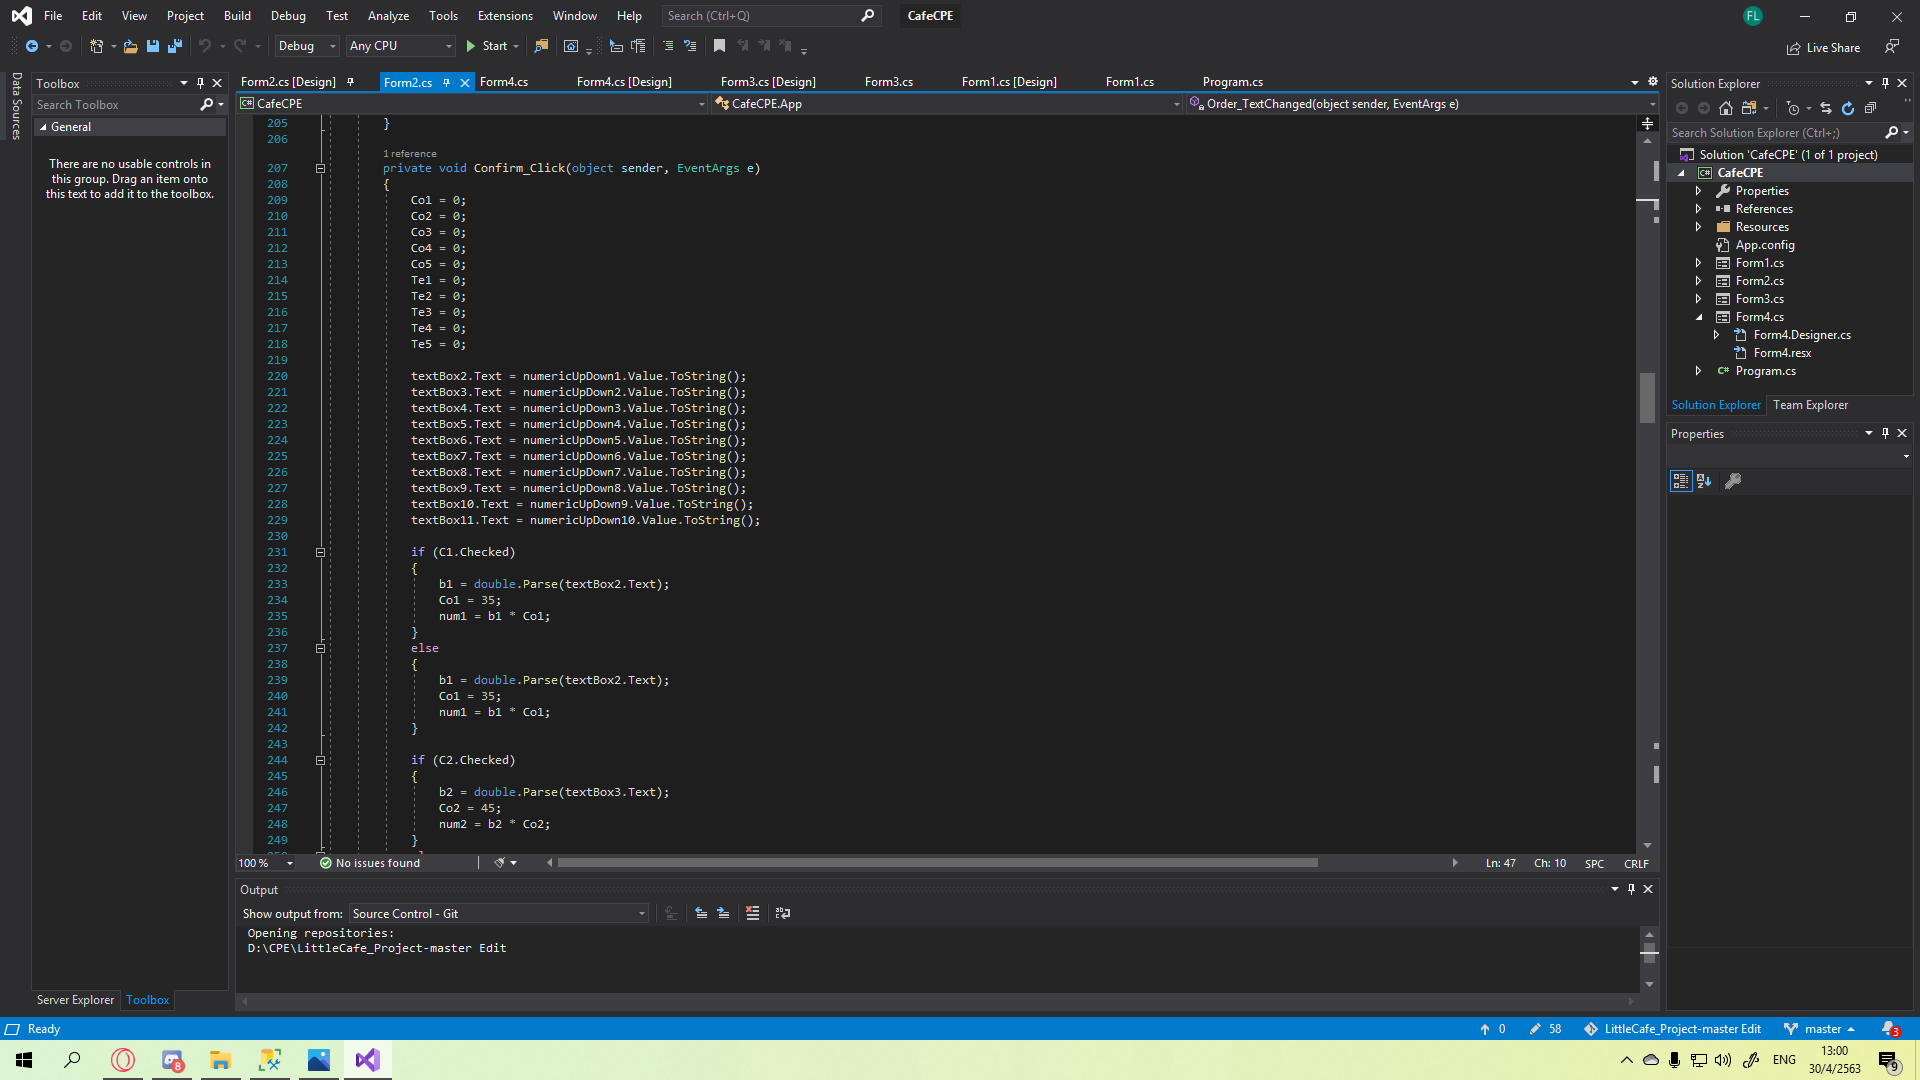 File Edit View Project Build Debug Test Analyze Tools Extensions Window Help Search (Ctrl+Q) CafeCPE FL
Debug Any CPU Start Live Share
Data Sources
Toolbox
Search Toolbox
General
There are no usable controls in
this group. Drag an item onto
this text to add it to the toolbox.
Server Explorer Toolbox
Form2.cs [Design] Form2.cs Form4.cs Form4.cs [Design] Form3.cs [Design] Form3.cs Form1.cs [Design] Form1.cs Program.cs
C# CafeCPE CafeCPE.App Order_TextChanged(object sender, EventArgs e)
205 }
206
1 reference
207 private void Confirm_Click(object sender, EventArgs e)
208 {
209 Co1 = 0;
210 Co2 = 0;
211 Co3 = 0;
212 Co4 = 0;
213 Co5 = 0;
214 Te1 = 0;
215 Te2 = 0;
216 Te3 = 0;
217 Te4 = 0;
218 Te5 = 0;
219
220 textBox2.Text = numericUpDown1.Value.ToString();
221 textBox3.Text = numericUpDown2.Value.ToString();
222 textBox4.Text = numericUpDown3.Value.ToString();
223 textBox5.Text = numericUpDown4.Value.ToString();
224 textBox6.Text = numericUpDown5.Value.ToString();
225 textBox7.Text = numericUpDown6.Value.ToString();
226 textBox8.Text = numericUpDown7.Value.ToString();
227 textBox9.Text = numericUpDown8.Value.ToString();
228 textBox10.Text = numericUpDown9.Value.ToString();
229 textBox11.Text = numericUpDown10.Value.ToString();
230
231 if (C1.Checked)
232 {
233 b1 = double.Parse(textBox2.Text);
234 Co1 = 35;
235 num1 = b1 * Co1;
236 }
237 else
238 {
239 b1 = double.Parse(textBox2.Text);
240 Co1 = 35;
241 num1 = b1 * Co1;
242 }
243
244 if (C2.Checked)
245 {
246 b2 = double.Parse(textBox3.Text);
247 Co2 = 45;
248 num2 = b2 * Co2;
249 }
100 % No issues found Ln: 47 Ch: 10 SPC CRLF
Output
Show output from: Source Control - Git
Opening repositories:
D:\CPE\LittleCafe_Project-master Edit
Solution Explorer
Search Solution Explorer (Ctrl+;)
Solution 'CafeCPE' (1 of 1 project)
C# CafeCPE
Properties
References
Resources
App.config
Form1.cs
Form2.cs
Form3.cs
Form4.cs
Form4.Designer.cs
Form4.resx
C# Program.cs
Solution Explorer Team Explorer
Properties
Ready 0 58 LittleCafe_Project-master Edit master 3
8 ENG 13:00
30/4/2563 9